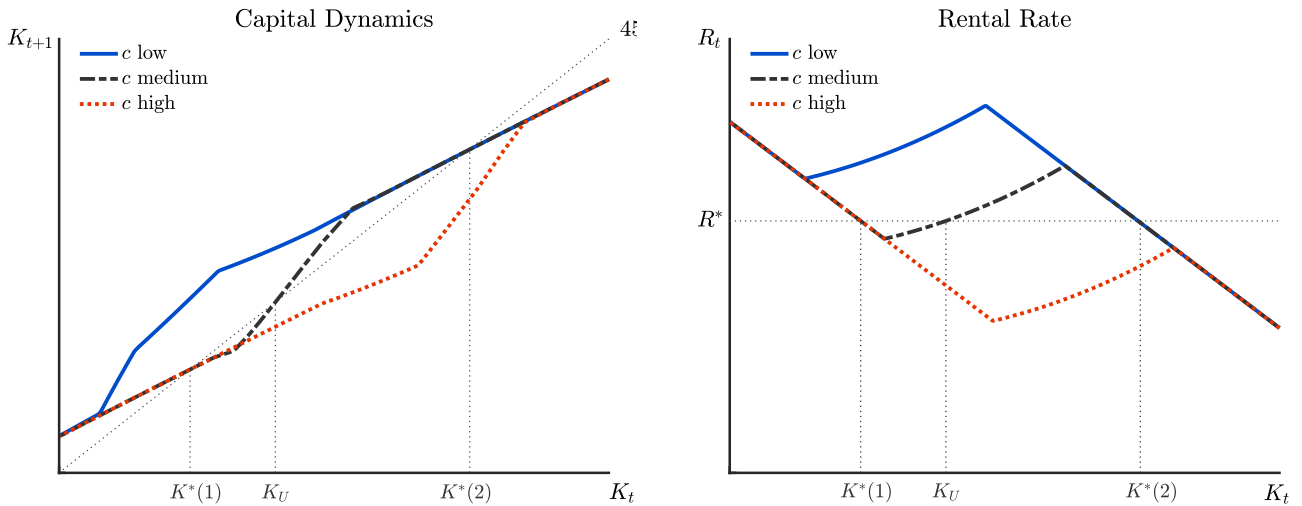 Capital Dynamics
K_{t+1}
45
c low
c medium
c high
K*(1)
K_U
K*(2)
K_t
Rental Rate
R_t
c low
c medium
c high
R*
K*(1)
K_U
K*(2)
K_t